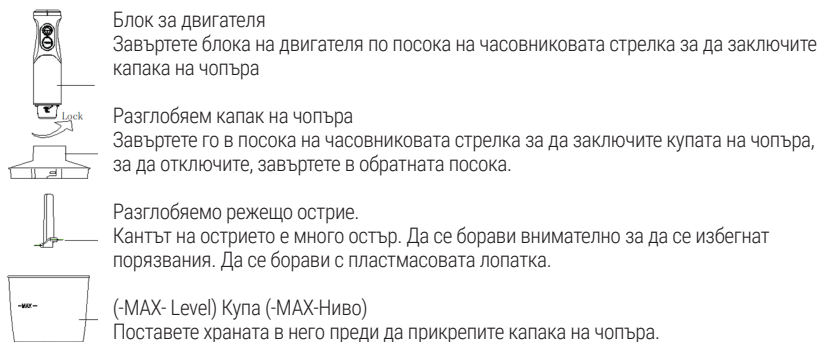 Блок за двигателя
Завъртете блока на двигателя по посока на часовниковата стрелка за да заключите
капака на чопъра
Lock
Разглобяем капак на чопъра
Завъртете го в посока на часовниковата стрелка за да заключите купата на чопъра,
за да отключите, завъртете в обратната посока.
Разглобяемо режещо острие.
Кантът на острието е много остър. Да се борави внимателно за да се избегнат
порязвания. Да се борави с пластмасовата лопатка.
-MAX-
(-MAX- Level) Купа (-MAX-Ниво)
Поставете храната в него преди да прикрепите капака на чопъра.